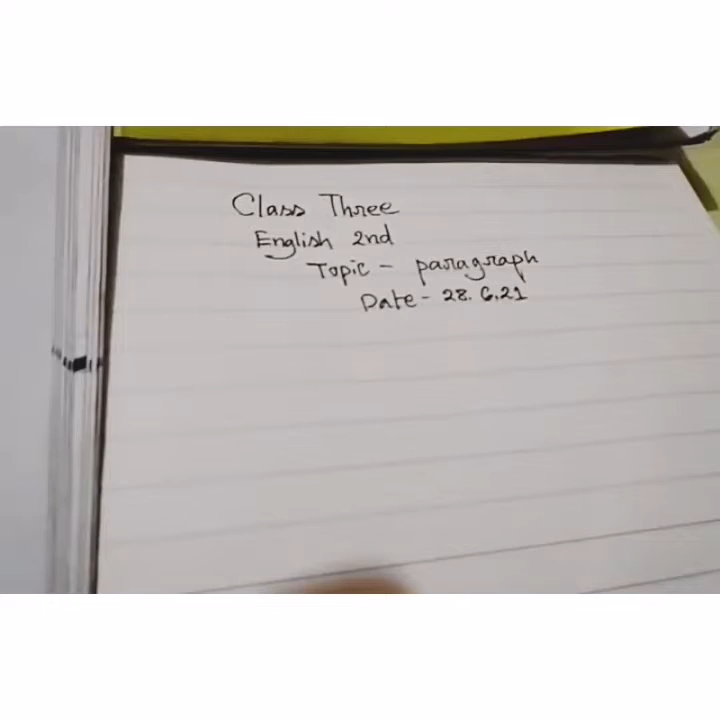 Class Three
English 2nd
Topic - paragraph
Date - 28.6.21